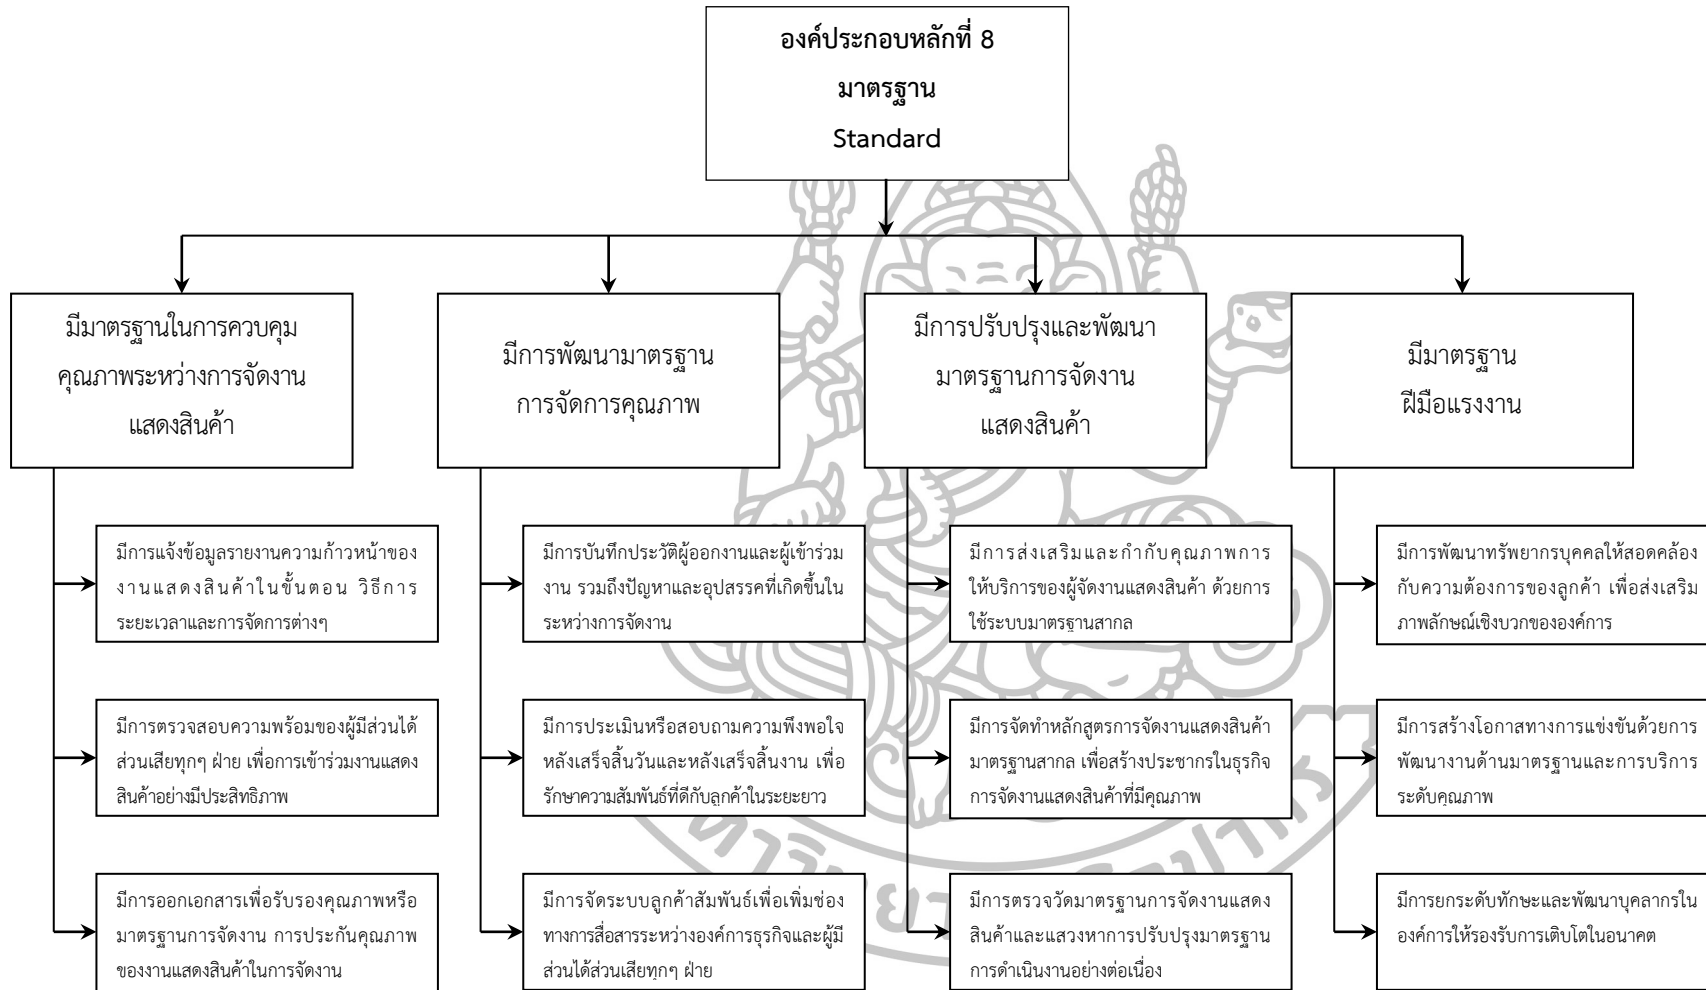 องค์ประกอบหลักที่ 8
มาตรฐาน
Standard
มีมาตรฐานในการควบคุม
คุณภาพระหว่างการจัดงาน
แสดงสินค้า
มีการแจ้งข้อมูลรายงานความก้าวหน้าของ
งานแสดงสินค้าในขั้นตอน วิธีการ
ระยะเวลาและการจัดการต่างๆ
มีการตรวจสอบความพร้อมของผู้มีส่วนได้
ส่วนเสียทุกๆ ฝ่าย เพื่อการเข้าร่วมงานแสดง
สินค้าอย่างมีประสิทธิภาพ
มีการออกเอกสารเพื่อรับรองคุณภาพหรือ
มาตรฐานการจัดงาน การประกันคุณภาพ
ของงานแสดงสินค้าในการจัดงาน
มีการพัฒนามาตรฐาน
การจัดการคุณภาพ
มีการบันทึกประวัติผู้ออกงานและผู้เข้าร่วม
งาน รวมถึงปัญหาและอุปสรรคที่เกิดขึ้นใน
ระหว่างการจัดงาน
มีการประเมินหรือสอบถามความพึงพอใจ
หลังเสร็จสิ้นวันและหลังเสร็จสิ้นงาน เพื่อ
รักษาความสัมพันธ์ที่ดีกับลูกค้าในระยะยาว
มีการจัดระบบลูกค้าสัมพันธ์เพื่อเพิ่มช่อง
ทางการสื่อสารระหว่างองค์การธุรกิจและผู้มี
ส่วนได้ส่วนเสียทุกๆ ฝ่าย
มีการปรับปรุงและพัฒนา
มาตรฐานการจัดงาน
แสดงสินค้า
มีการส่งเสริมและกำกับคุณภาพการ
ให้บริการของผู้จัดงานแสดงสินค้า ด้วยการ
ใช้ระบบมาตรฐานสากล
มีการจัดทำหลักสูตรการจัดงานแสดงสินค้า
มาตรฐานสากล เพื่อสร้างประชากรในธุรกิจ
การจัดงานแสดงสินค้าที่มีคุณภาพ
มีการตรวจวัดมาตรฐานการจัดงานแสดง
สินค้าและแสวงหาการปรับปรุงมาตรฐาน
การดำเนินงานอย่างต่อเนื่อง
มีมาตรฐาน
ฝีมือแรงงาน
มีการพัฒนาทรัพยากรบุคคลให้สอดคล้อง
กับความต้องการของลูกค้า เพื่อส่งเสริม
ภาพลักษณ์เชิงบวกขององค์การ
มีการสร้างโอกาสทางการแข่งขันด้วยการ
พัฒนางานด้านมาตรฐานและการบริการ
ระดับคุณภาพ
มีการยกระดับทักษะและพัฒนาบุคลากรใน
องค์การให้รองรับการเติบโตในอนาคต